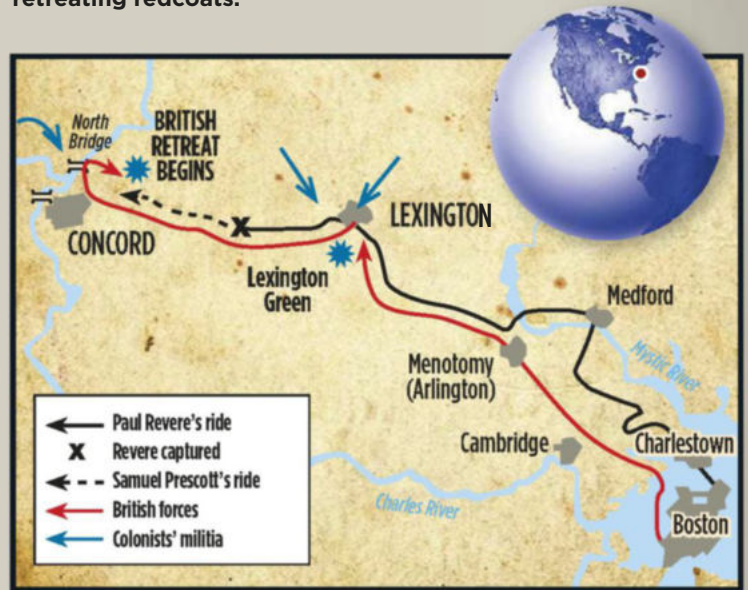 retreating redcoats.
North
Bridge
BRITISH
RETREAT
BEGINS
CONCORD
LEXINGTON
Lexington
Green
Medford
Menotomy
(Arlington)
Mystic River
Cambridge
Charlestown
Charles River
Boston
Paul Revere's ride
X Revere captured
Samuel Prescott's ride
British forces
Colonists' militia
X